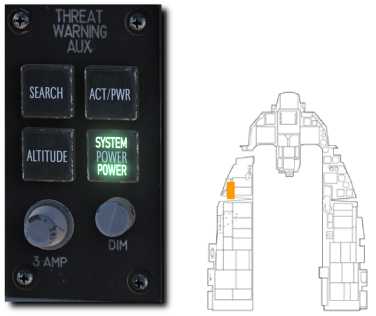 THREAT
WARNING
AUX
SEARCH
ACT/PWR
ALTITUDE
SYSTEM
POWER
POWER
DIM
3 AMP